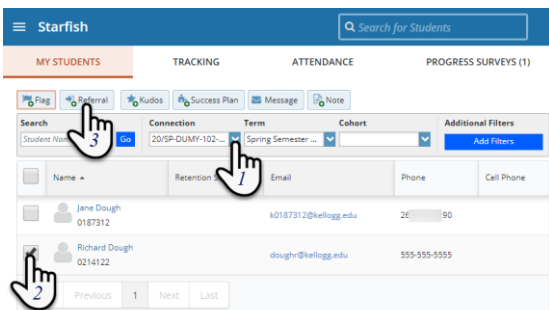 Starfish
Search for Students
MY STUDENTS TRACKING ATTENDANCE PROGRESS SURVEYS (1)
Flag Referral Kudos Success Plan Message Note
Search Connection Term Cohort Additional Filters
Student Go 20/SP-DUMY-102-... Spring Semester ... Add Filters
3
1
Name Retention Email Phone Cell Phone
Jane Dough
0187312 k0187312@kellogg.edu 26 90
Richard Dough
0214122 doughr@kellogg.edu 555-555-5555
2
Previous 1 Next Last